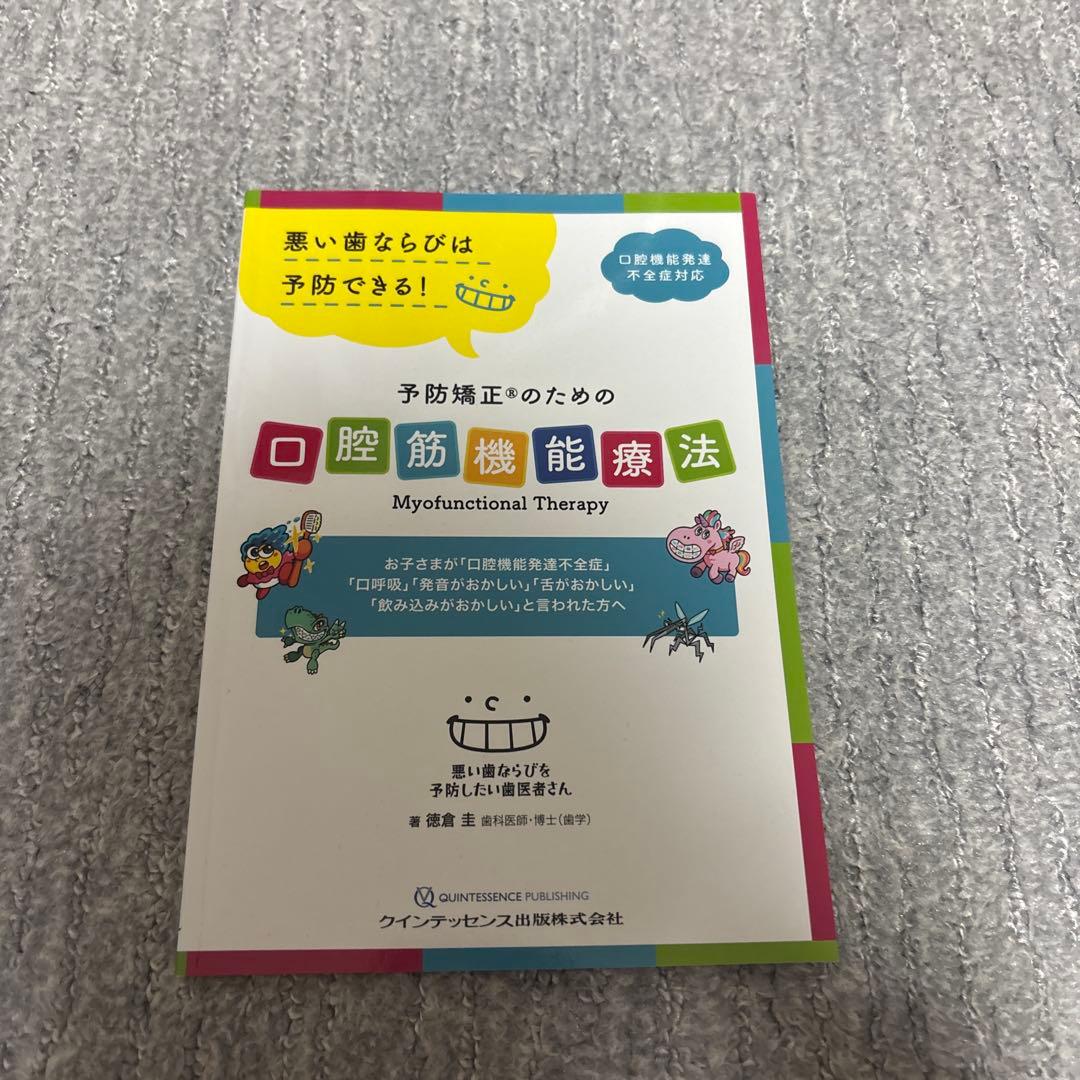 悪い歯ならびは
予防できる!
口腔機能発達
不全症対応
予防矯正®のための
口腔筋機能療法
Myofunctional Therapy
お子さまが「口腔機能発達不全症」
「口呼吸」「発音がおかしい」「舌がおかしい」
「飲み込みがおかしい」と言われた方へ
悪い歯ならびを
予防したい歯医者さん
著 徳倉 圭 歯科医師・博士(歯学)
QUINTESSENCE PUBLISHING
クインテッセンス出版株式会社